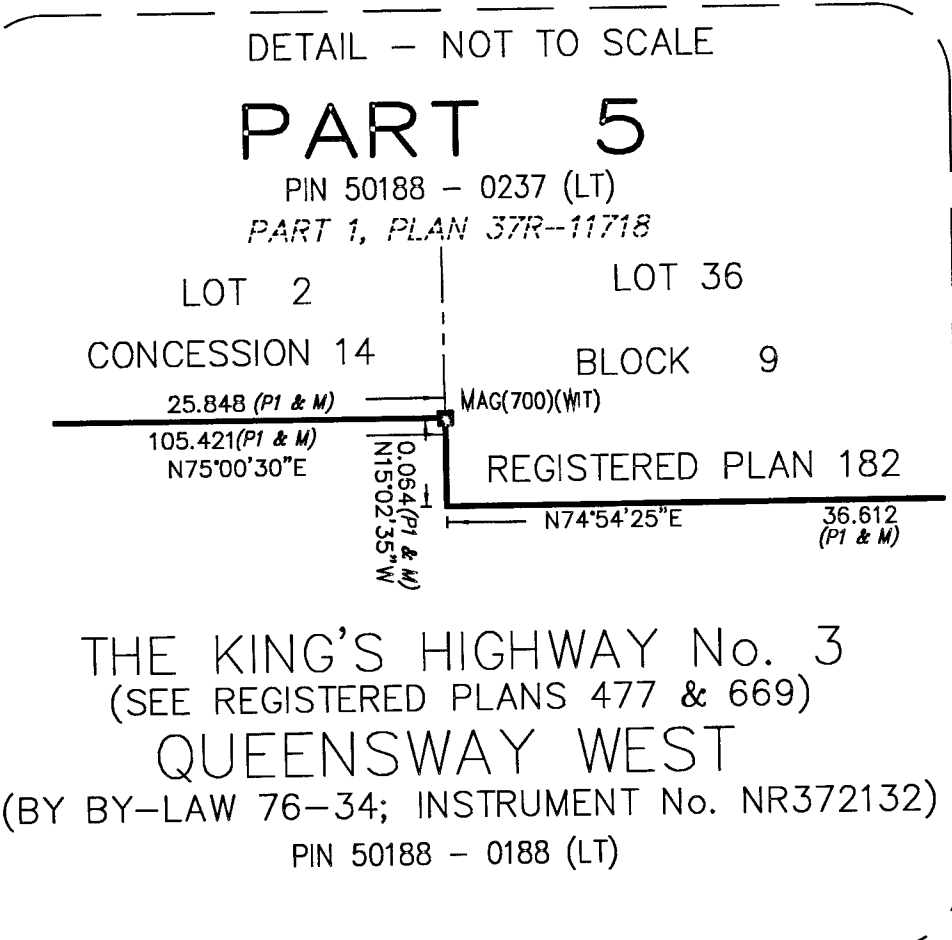 DETAIL – NOT TO SCALE
PART 5
PIN 50188 – 0237 (LT)
PART 1, PLAN 37R--11718
LOT 2
LOT 36
CONCESSION 14
BLOCK 9
25.848 (P1 & M)
MAG(700)(WIT)
105.421(P1 & M)
N75°00'30"E
0.064(P1 & M)
N15°02'35"W
REGISTERED PLAN 182
N74°54'25"E
36.612
(P1 & M)
THE KING'S HIGHWAY No. 3
(SEE REGISTERED PLANS 477 & 669)
QUEENSWAY WEST
(BY BY–LAW 76–34; INSTRUMENT No. NR372132)
PIN 50188 – 0188 (LT)